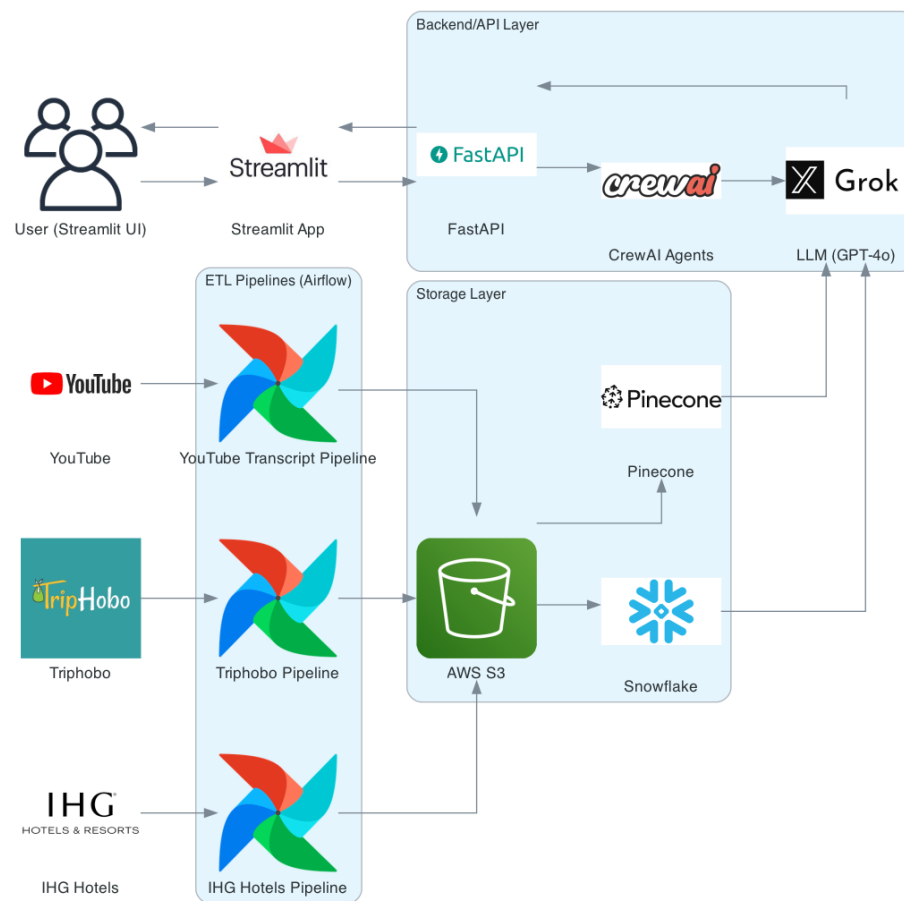 Backend/API Layer
Streamlit
FastAPI
crewai
Grok
User (Streamlit UI)
Streamlit App
FastAPI
CrewAI Agents
LLM (GPT-4o)
ETL Pipelines (Airflow)
Storage Layer
YouTube
Pinecone
YouTube
YouTube Transcript Pipeline
Pinecone
TripHobo
Triphobo
Triphobo Pipeline
AWS S3
Snowflake
IHG
HOTELS & RESORTS
IHG Hotels
IHG Hotels Pipeline